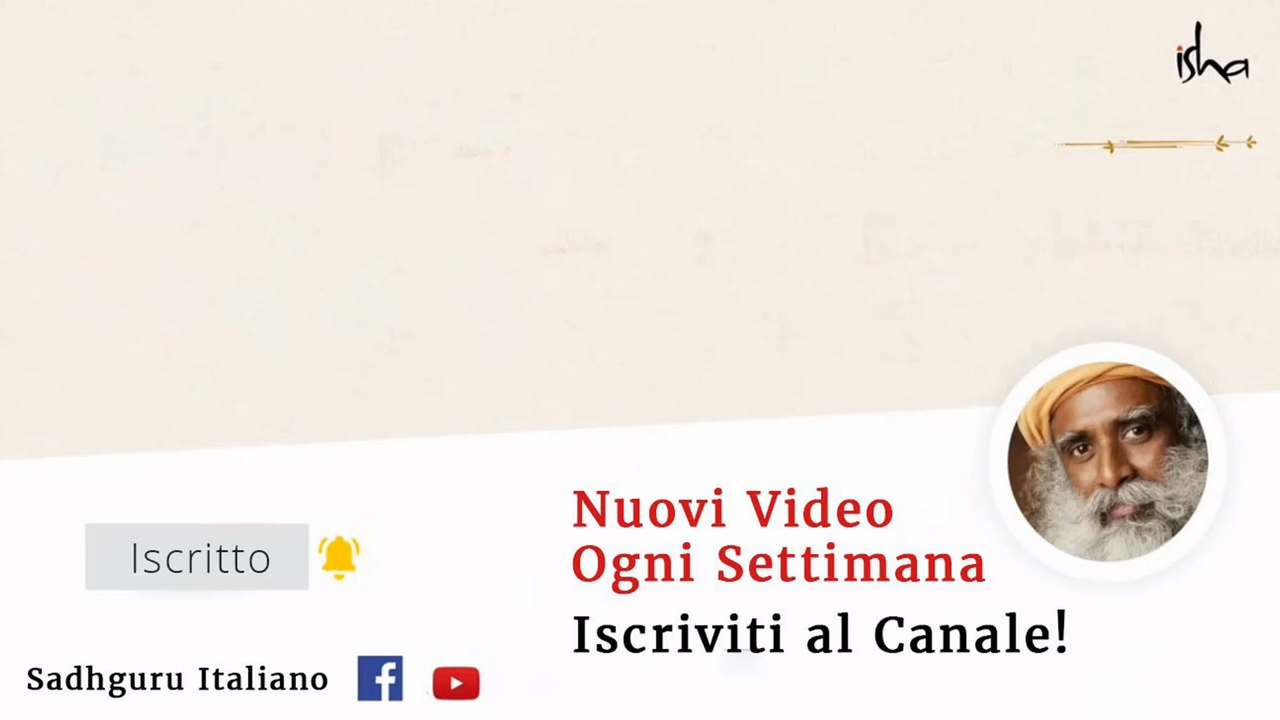 isha
Nuovi Video
Ogni Settimana
Iscriviti al Canale!
Iscritto
Sadhguru Italiano